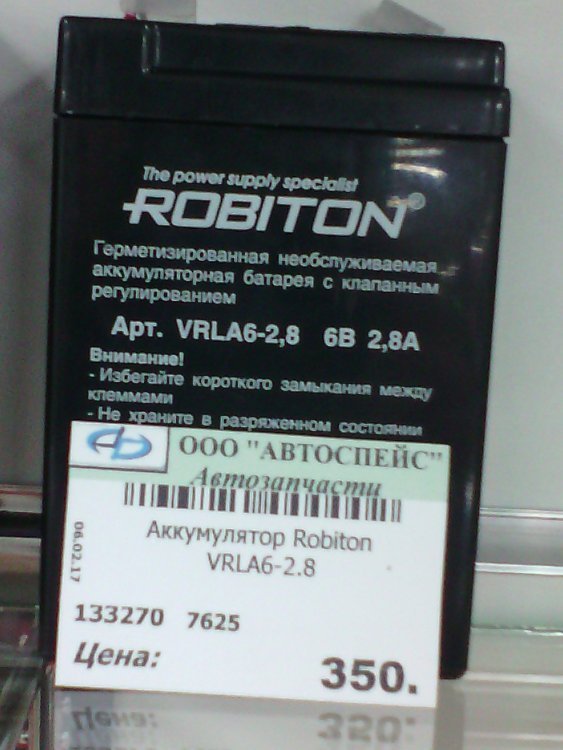 The power supply specialist
ROBITON®
Герметизированная необслуживаемая
аккумуляторная батарея с клапанным
регулированием
Арт. VRLA6-2,8 6В 2,8А
Внимание!
- Избегайте короткого замыкания между
клеммами
- Не храните в разряженном состоянии
ООО "АВТОСПЕЙС"
Автозапчасти
06.02.17
Аккумулятор Robiton
VRLA6-2.8
133270 7625
Цена:
350.